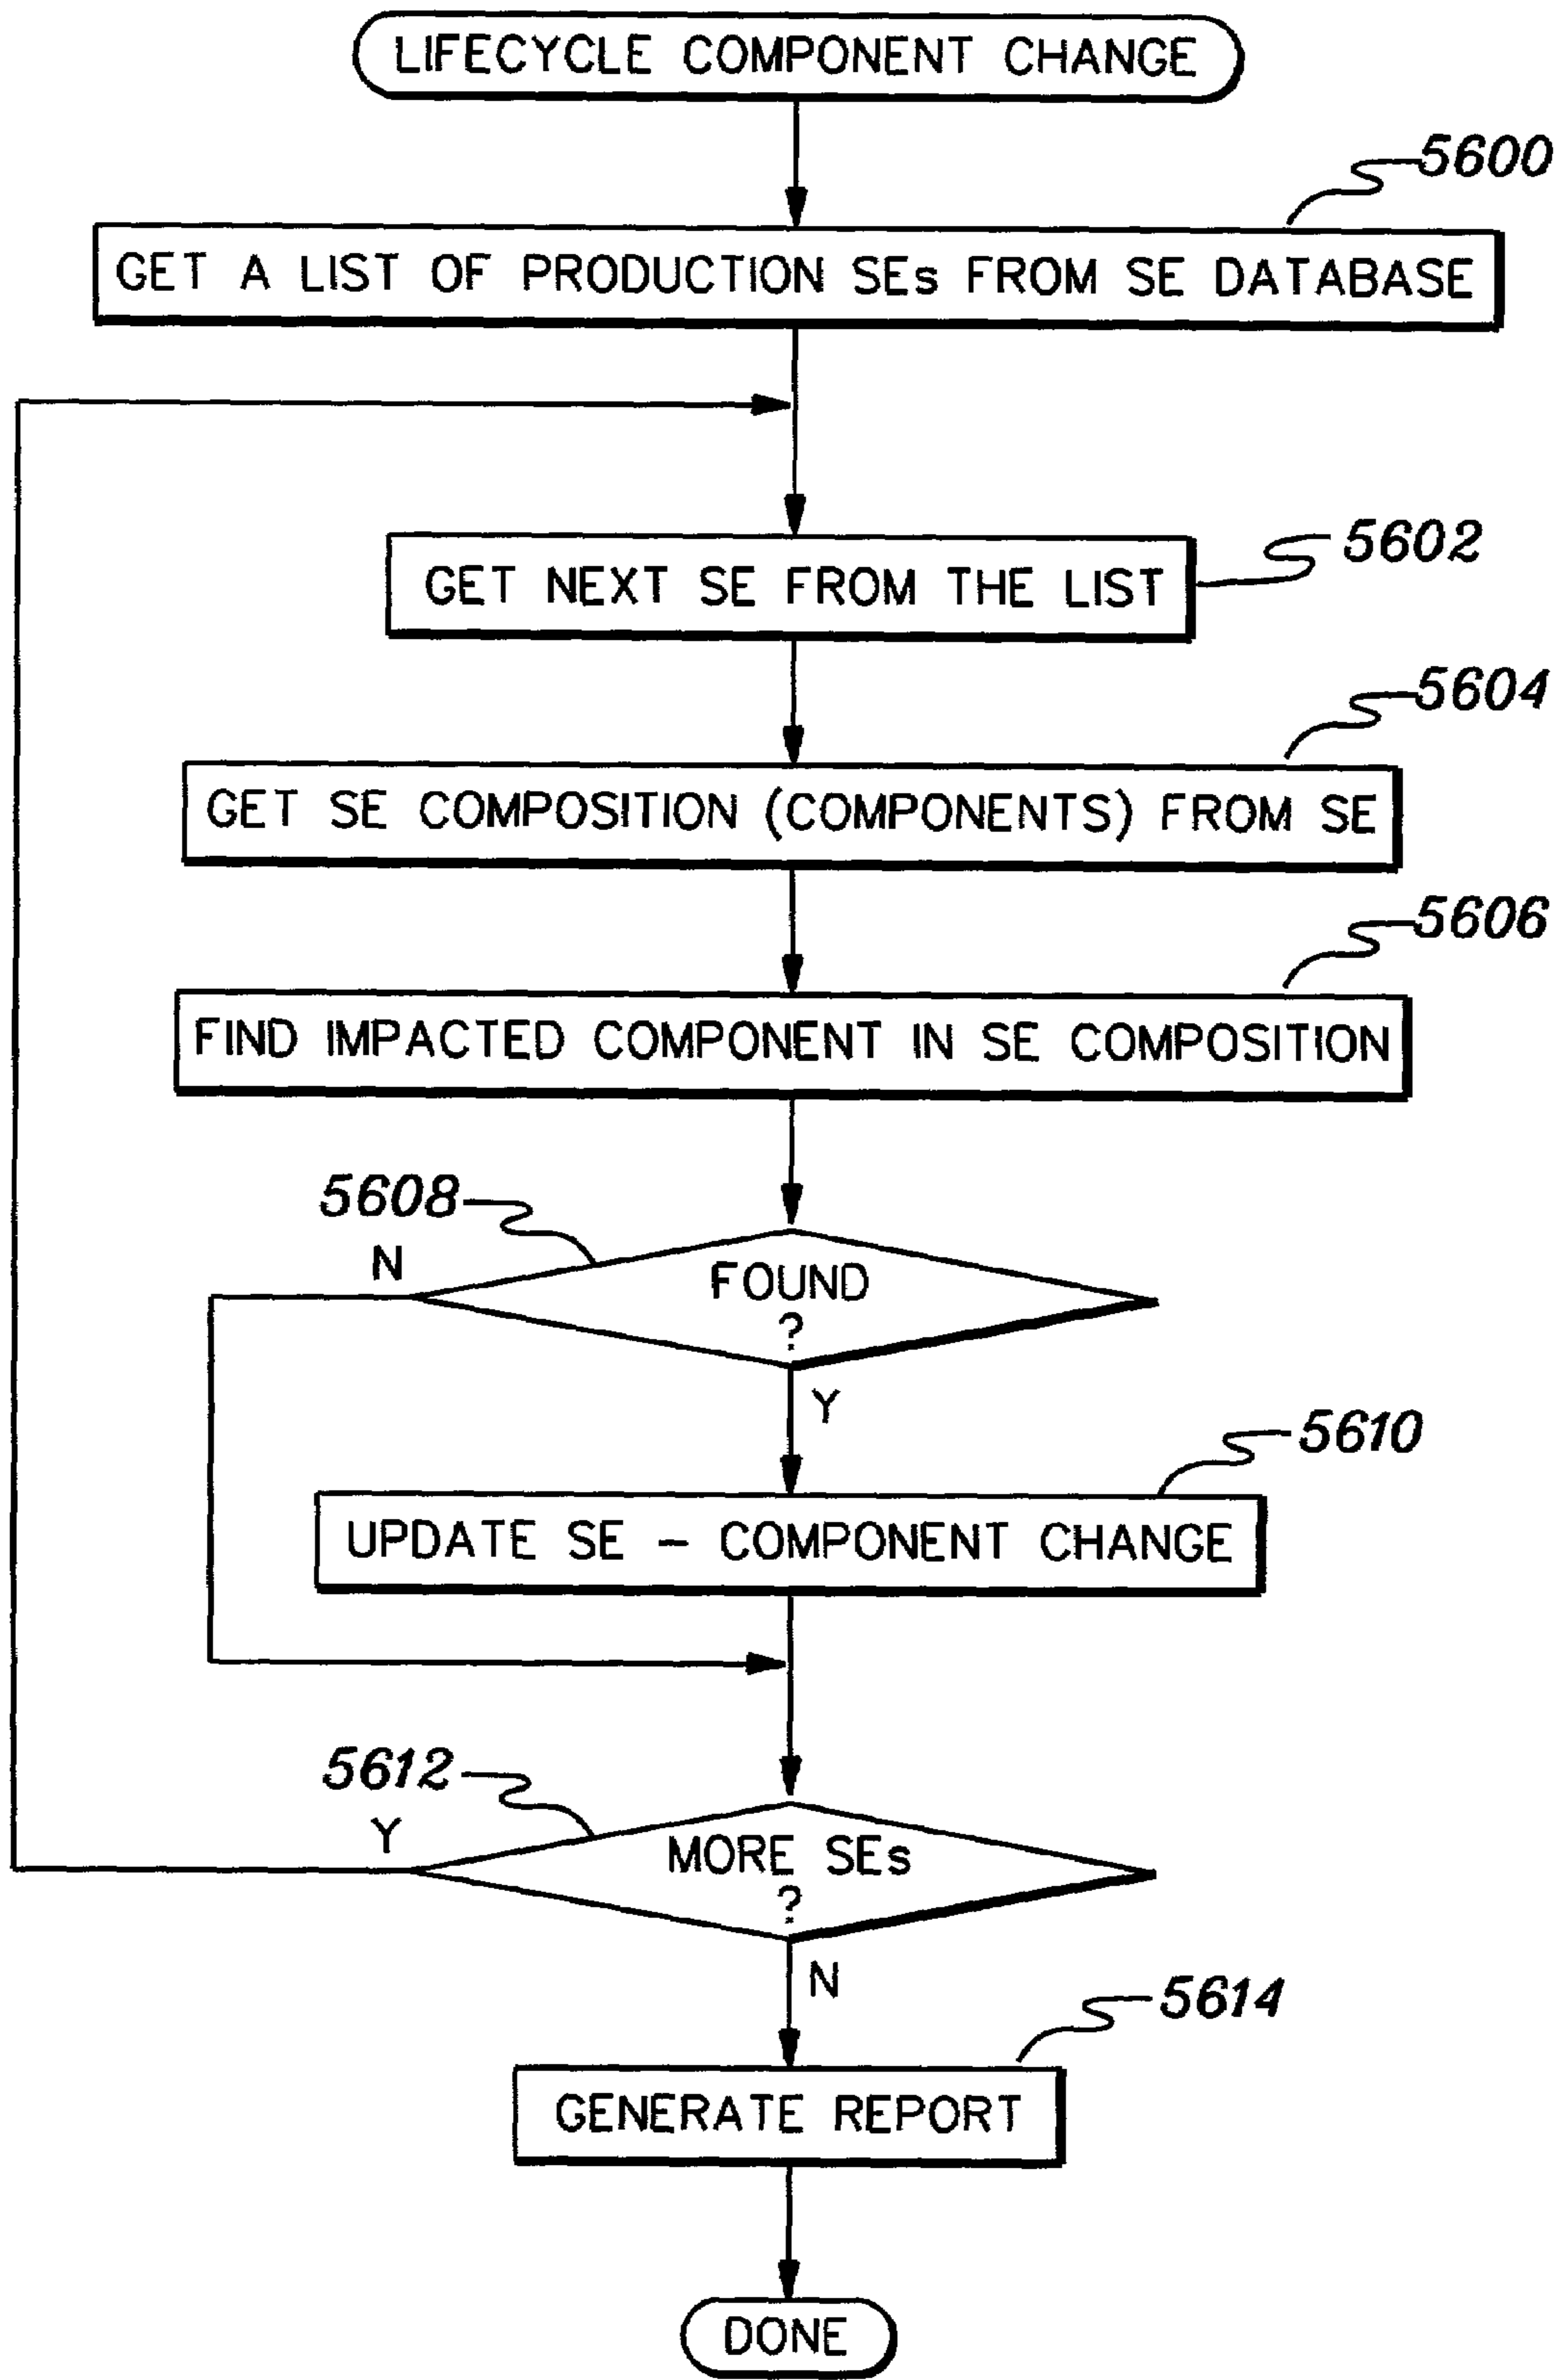 LIFECYCLE COMPONENT CHANGE
5600
GET A LIST OF PRODUCTION SEs FROM SE DATABASE
GET NEXT SE FROM THE LIST
5602
5604
GET SE COMPOSITION (COMPONENTS) FROM SE
5606
FIND IMPACTED COMPONENT IN SE COMPOSITION
5608
N
FOUND
?
Y
5610
UPDATE SE - COMPONENT CHANGE
5612
Y
MORE SEs
?
N
5614
GENERATE REPORT
DONE